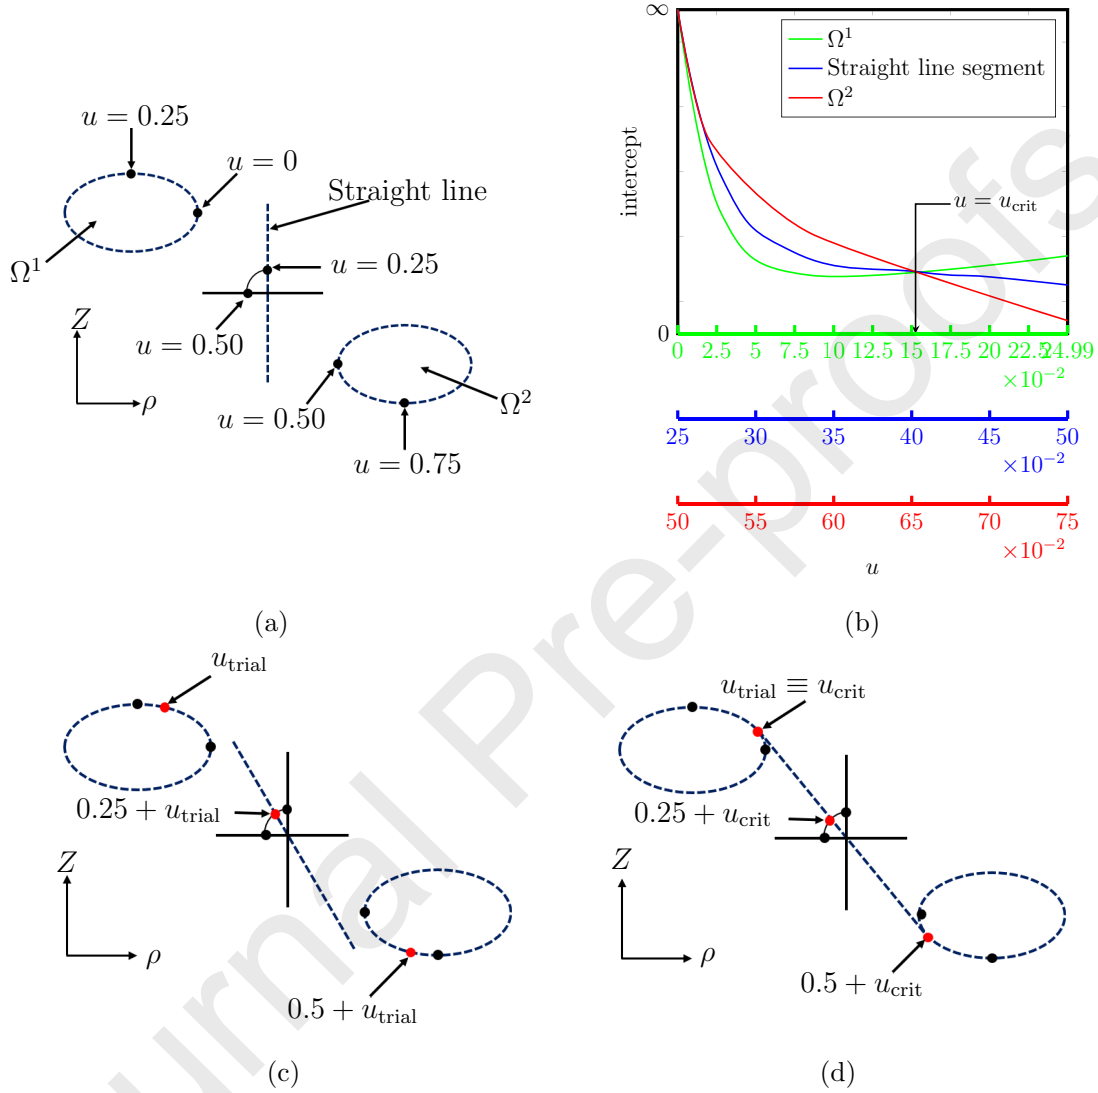 u = 0.25
u = 0
Straight line
Ω¹
u = 0.25
Z
u = 0.50
ρ
u = 0.50
Ω²
u = 0.75
(a)
∞
Ω¹
Straight line segment
Ω²
intercept
u = u_crit
0
0 2.5 5 7.5 10 12.5 15 17.5 20 22.5 24.99
×10⁻²
25 30 35 40 45 50
×10⁻²
50 55 60 65 70 75
×10⁻²
u
(b)
u_trial
0.25 + u_trial
Z
ρ
0.5 + u_trial
(c)
u_trial ≡ u_crit
0.25 + u_crit
Z
ρ
0.5 + u_crit
(d)
urnal Pre-proofs